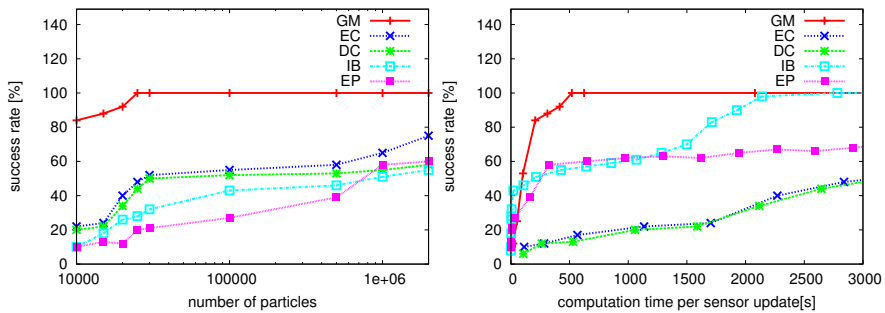 GM
EC
DC
IB
EP
success rate [%]
140
120
100
80
60
40
20
0
10000
100000
1e+06
number of particles
GM
EC
DC
IB
EP
success rate [%]
140
120
100
80
60
40
20
0
0
500
1000
1500
2000
2500
3000
computation time per sensor update[s]